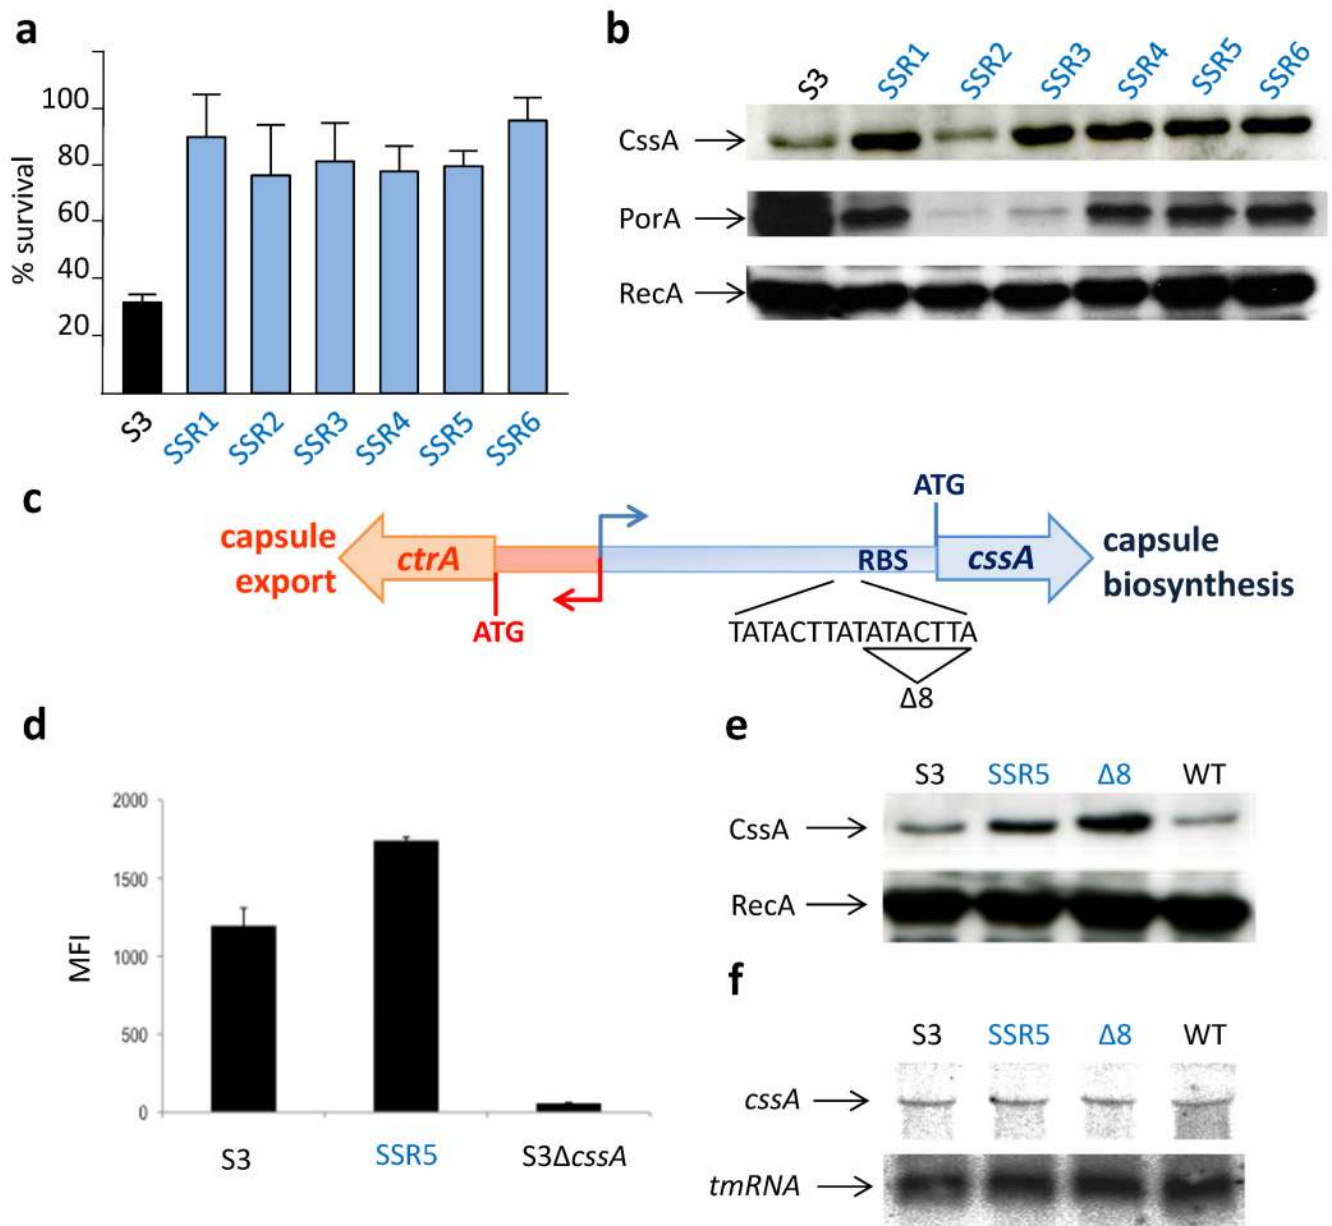 a
% survival
100
80
60
40
20
S3 SSR1 SSR2 SSR3 SSR4 SSR5 SSR6
b
S3 SSR1 SSR2 SSR3 SSR4 SSR5 SSR6
CssA
PorA
RecA
c
capsule export
ctrA
ATG
ATG
RBS
cssA
capsule biosynthesis
TATACTTATATACTTA
Δ8
d
MFI
2000
1500
1000
500
0
S3 SSR5 S3ΔcssA
e
S3 SSR5 Δ8 WT
CssA
RecA
f
S3 SSR5 Δ8 WT
cssA
tmRNA